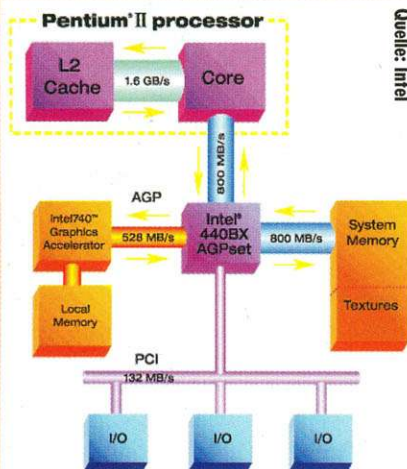 Pentium® II processor
L2
Cache
1.6 GB/s
Core
Quelle: Intel
800 MB/s
AGP
Intel740™
Graphics
Accelerator
528 MB/s
Intel®
440BX
AGPset
800 MB/s
System
Memory
Textures
Local
Memory
PCI
132 MB/s
I/O
I/O
I/O